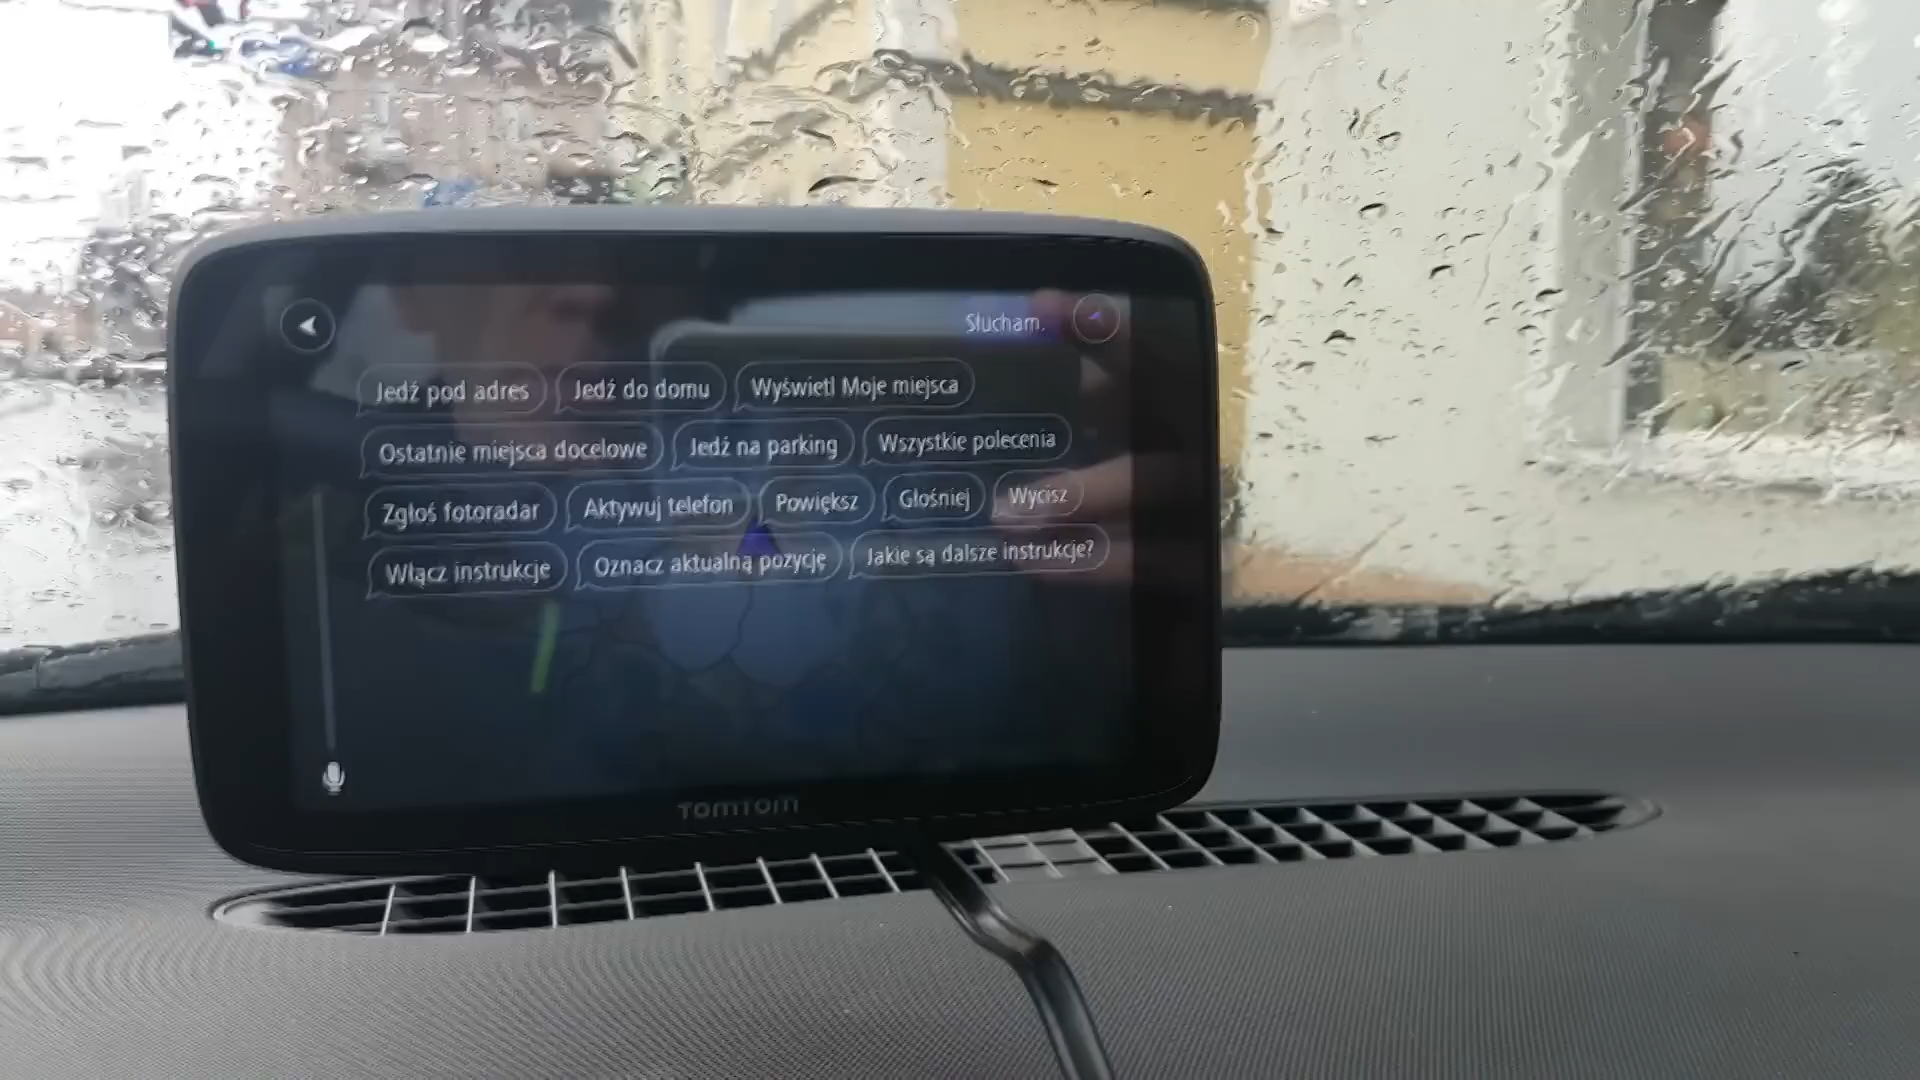 Słucham.
Jedź pod adres Jedź do domu Wyświetl Moje miejsca
Ostatnie miejsca docelowe Jedź na parking Wszystkie polecenia
Zgłoś fotoradar Aktywuj telefon Powiększ Głośniej Wycisz
Włącz instrukcje Oznacz aktualną pozycję Jakie są dalsze instrukcje?
TOMTOM